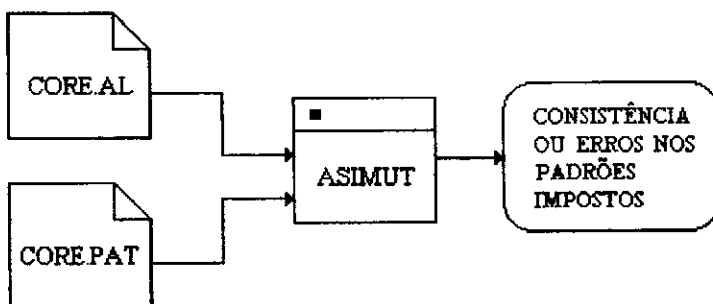 CORE.AL
CORE.PAT
ASIMUT
CONSISTÊNCIA
OU ERROS NOS
PADRÕES
IMPOSTOS